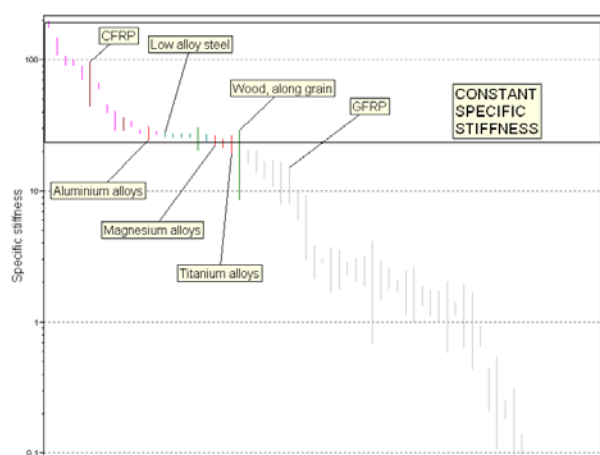 CFRP
Low alloy steel
Wood, along grain
GFRP
CONSTANT
SPECIFIC
STIFFNESS
Aluminium alloys
Magnesium alloys
Titanium alloys
Specific stiffness
100
10
1
0.1